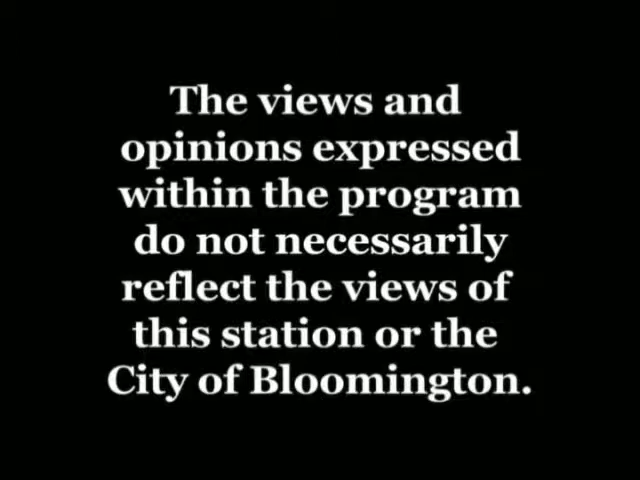 The views and
opinions expressed
within the program
do not necessarily
reflect the views of
this station or the
City of Bloomington.